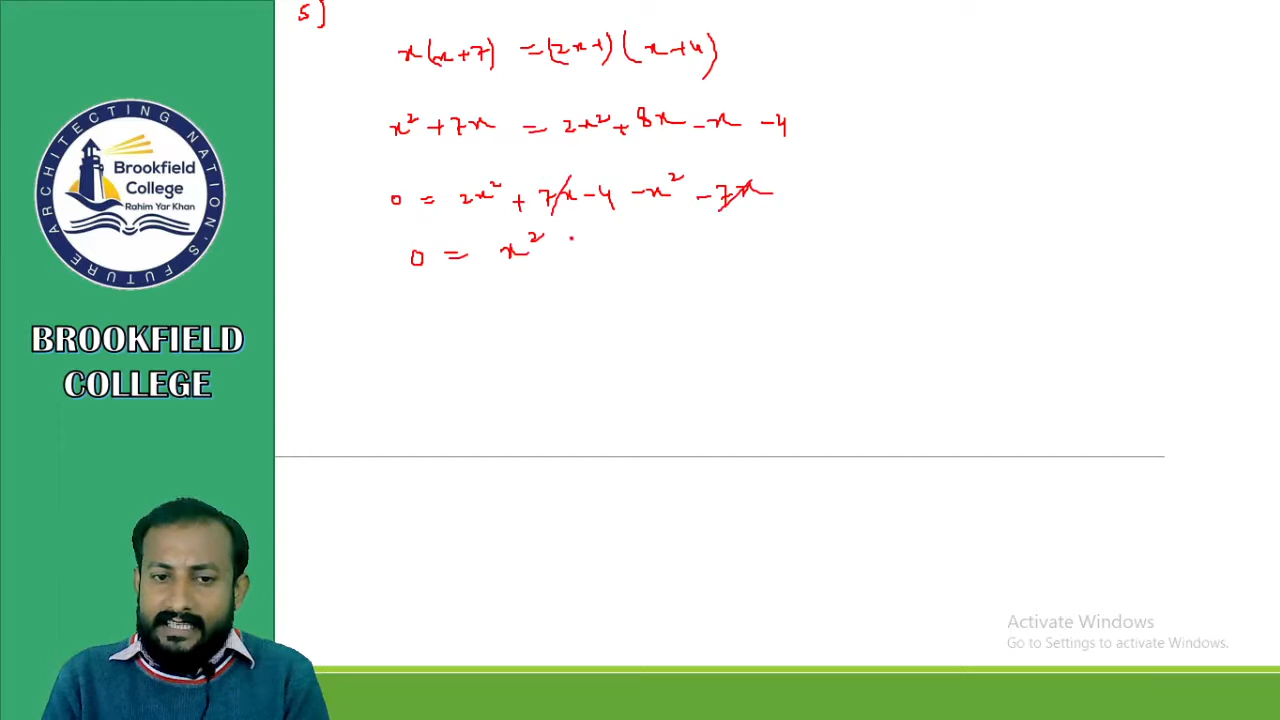 5]
x(x+7) = (2x-1)(x+4)
x² + 7x = 2x² + 8x - x - 4
0 = 2x² + 7x - 4 - x² - 7x
0 = x²
ARCHITECTING NATION'S FUTURE
Brookfield
College
Rahim Yar Khan
BROOKFIELD
COLLEGE
Activate Windows
Go to Settings to activate Windows.